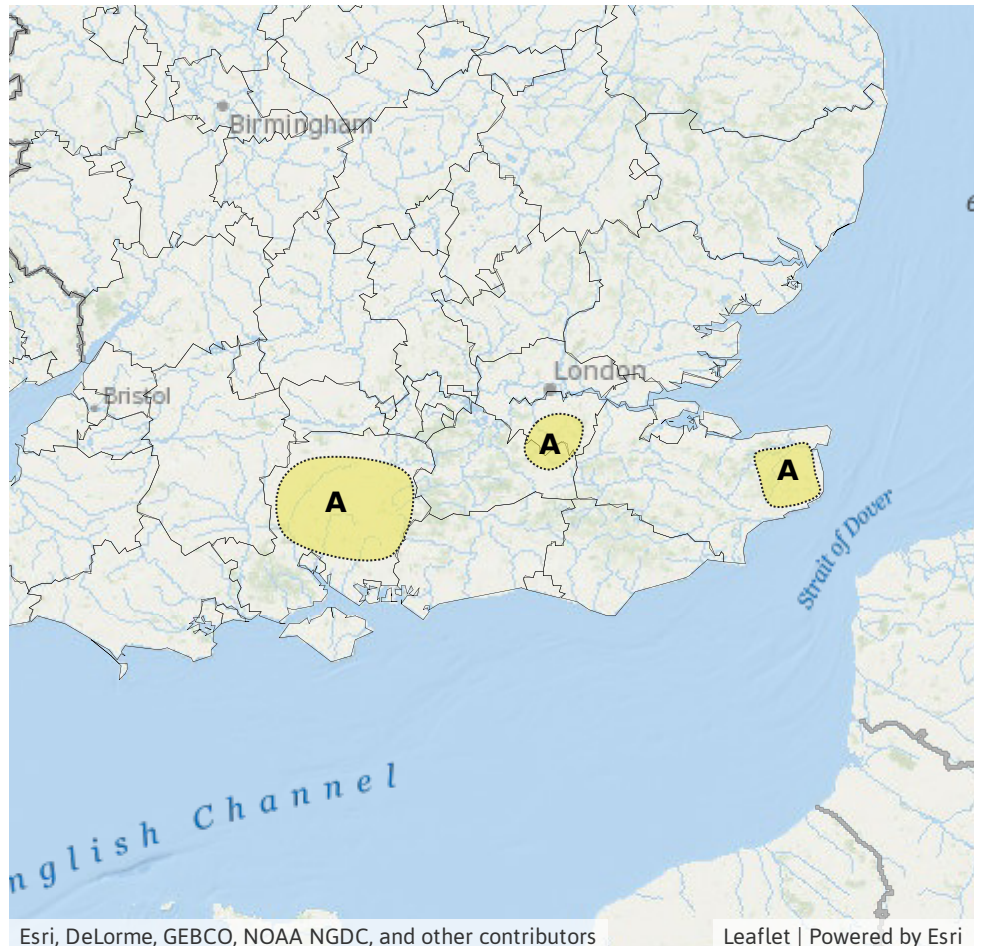 Birmingham
London
Bristol
A
A
A
Strait of Dover
nglish Channel
Esri, DeLorme, GEBCO, NOAA NGDC, and other contributors
Leaflet | Powered by Esri